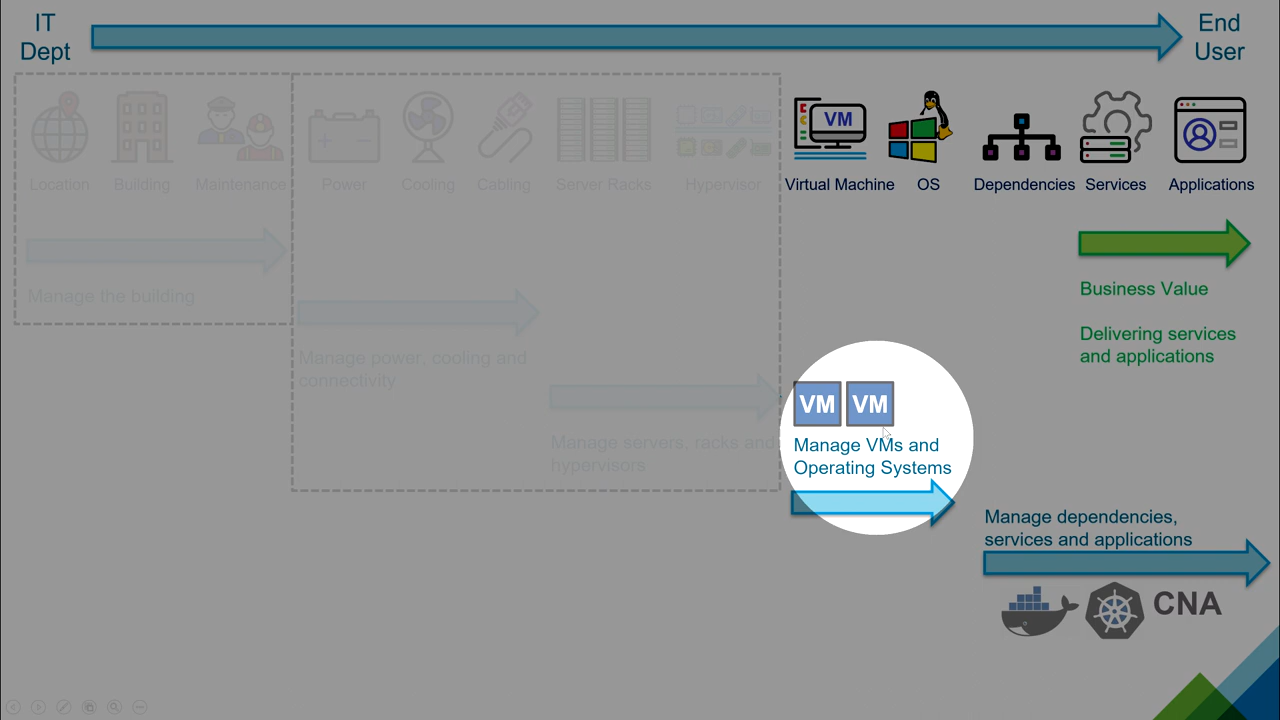 IT
Dept
End
User
VM
Location
Building
Maintenance
Power
Cooling
Cabling
Server Racks
Hypervisor
Virtual Machine
OS
Dependencies
Services
Applications
Manage the building
Business Value
Delivering services
and applications
Manage power, cooling and
connectivity
VM VM
Manage servers, racks and
hypervisors
Manage VMs and
Operating Systems
Manage dependencies,
services and applications
CNA